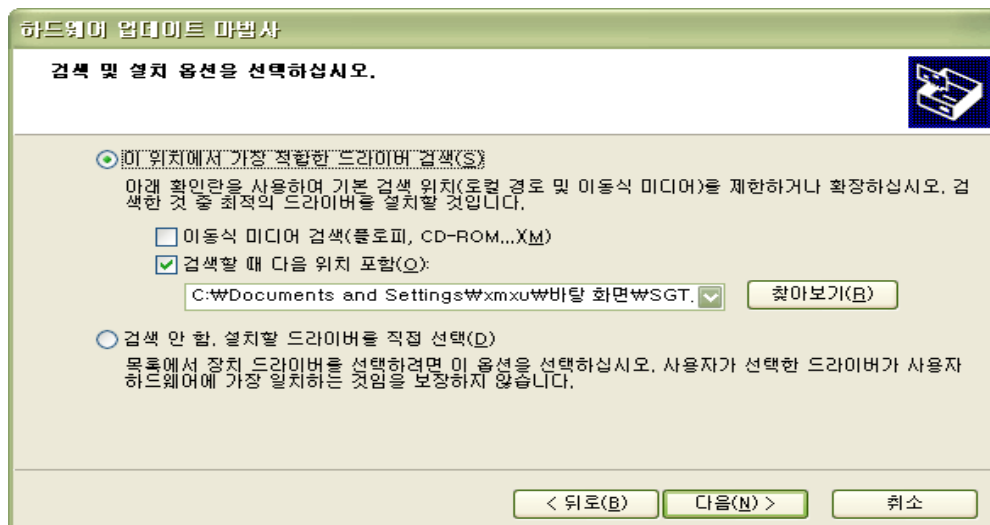 하드웨어 업데이트 마법사
검색 및 설치 옵션을 선택하십시오.
이 위치에서 가장 적합한 드라이버 검색(S)
아래 확인란을 사용하여 기본 검색 위치(로컬 경로 및 이동식 미디어)를 제한하거나 확장하십시오. 검
색한 것 중 최적의 드라이버를 설치할 것입니다.
이동식 미디어 검색(플로피, CD-ROM...)(M)
검색할 때 다음 위치 포함(O):
C:₩Documents and Settings₩xmxu₩바탕 화면₩SGT.
찾아보기(R)
검색 안 함. 설치할 드라이버를 직접 선택(D)
목록에서 장치 드라이버를 선택하려면 이 옵션을 선택하십시오. 사용자가 선택한 드라이버가 사용자
하드웨어에 가장 일치하는 것임을 보장하지 않습니다.
< 뒤로(B)
다음(N) >
취소